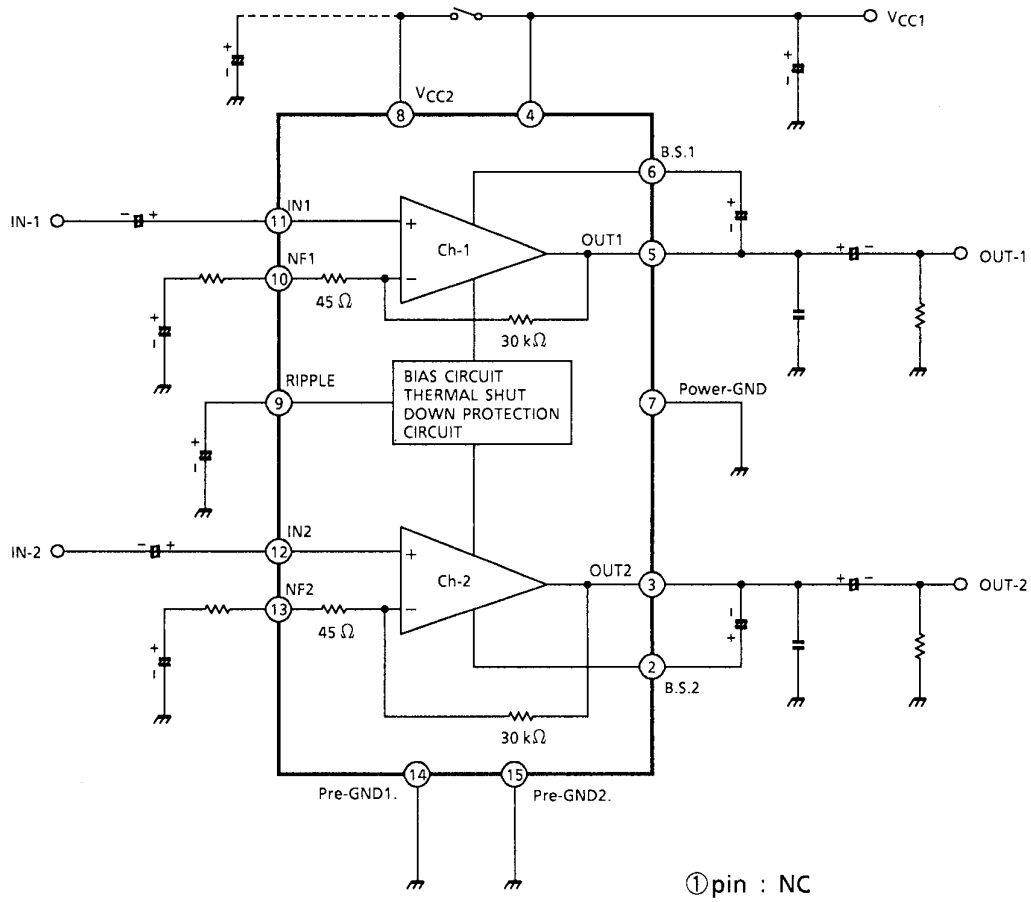 VCC1
VCC2
8
4
B.S.1
6
IN-1
- +
11
IN1
+
Ch-1
OUT1
5
+ -
OUT-1
NF1
10
45 Ω
-
30 kΩ
RIPPLE
9
BIAS CIRCUIT
THERMAL SHUT
DOWN PROTECTION
CIRCUIT
7
Power-GND
IN-2
- +
12
IN2
+
Ch-2
OUT2
3
+ -
OUT-2
NF2
13
45 Ω
-
2
B.S.2
30 kΩ
14
15
Pre-GND1.
Pre-GND2.
①pin : NC